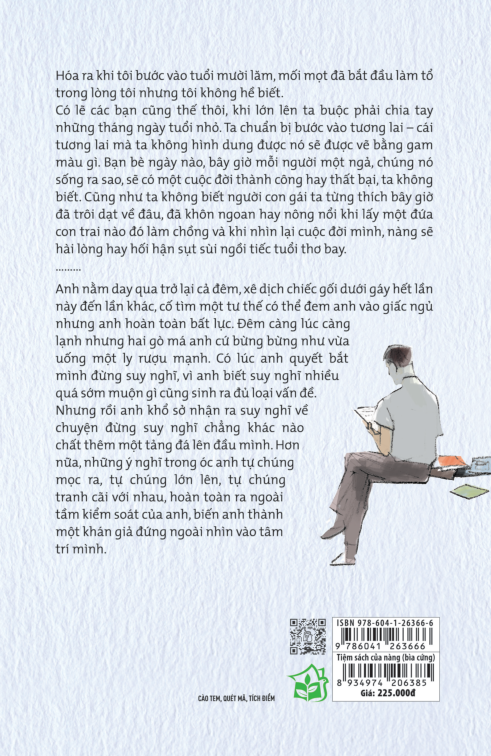 Hóa ra khi tôi bước vào tuổi mười lăm, mối mọt đã bắt đầu làm tổ
trong lòng tôi nhưng tôi không hề biết.
Có lẽ các bạn cũng thế thôi, khi lớn lên ta buộc phải chia tay
những tháng ngày tuổi nhỏ. Ta chuẩn bị bước vào tương lai – cái
tương lai mà ta không hình dung được nó sẽ được vẽ bằng gam
màu gì. Bạn bè ngày nào, bây giờ mỗi người một ngả, chúng nó
sống ra sao, sẽ có một cuộc đời thành công hay thất bại, ta không
biết. Cũng như ta không biết người con gái ta từng thích bây giờ
đã trôi dạt về đâu, đã khôn ngoan hay nông nổi khi lấy một đứa
con trai nào đó làm chồng và khi nhìn lại cuộc đời mình, nàng sẽ
hài lòng hay hối hận sụt sùi ngồi tiếc tuổi thơ bay.
.........
Anh nằm day qua trở lại cả đêm, xê dịch chiếc gối dưới gáy hết lần
này đến lần khác, cố tìm một tư thế có thể đem anh vào giấc ngủ
nhưng anh hoàn toàn bất lực. Đêm càng lúc càng
lạnh nhưng hai gò má anh cứ bừng bừng như vừa
uống một ly rượu mạnh. Có lúc anh quyết bắt
mình đừng suy nghĩ, vì anh biết suy nghĩ nhiều
quá sớm muộn gì cũng sinh ra đủ loại vấn đề.
Nhưng rồi anh khổ sở nhận ra suy nghĩ về
chuyện đừng suy nghĩ chẳng khác nào
chất thêm một tảng đá lên đầu mình. Hơn
nữa, những ý nghĩ trong óc anh tự chúng
mọc ra, tự chúng lớn lên, tự chúng
tranh cãi với nhau, hoàn toàn ra ngoài
tầm kiểm soát của anh, biến anh thành
một khán giả đứng ngoài nhìn vào tâm
trí mình.
ISBN 978-604-1-26366-6
9 786041 263666
Tiệm sách của nàng (bìa cứng)
8 934974 206385
Giá: 225.000đ
CÀO TEM, QUÉT MÃ, TÍCH ĐIỂM